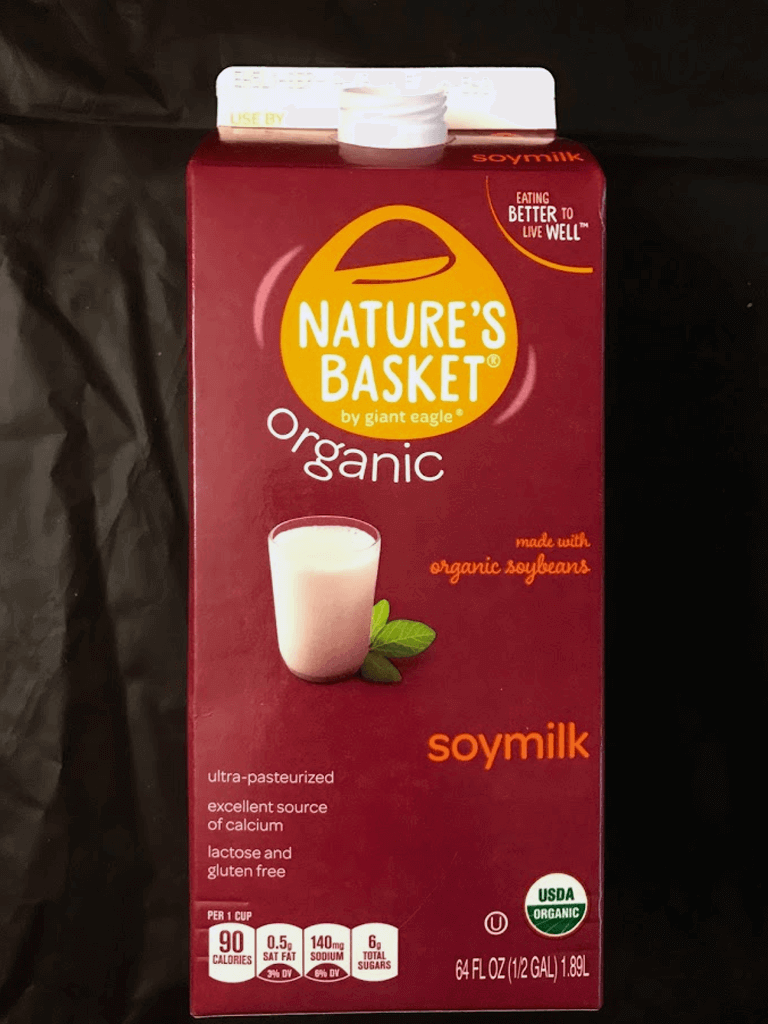 USE BY
soymilk
EATING
BETTER TO
LIVE WELL™
NATURE'S
BASKET®
by giant eagle®
organic
made with
organic soybeans
soymilk
ultra-pasteurized
excellent source
of calcium
lactose and
gluten free
PER 1 CUP
90
CALORIES
0.5g
SAT FAT
3% DV
140mg
SODIUM
6% DV
6g
TOTAL
SUGARS
U
USDA
ORGANIC
64 FL OZ (1/2 GAL) 1.89L